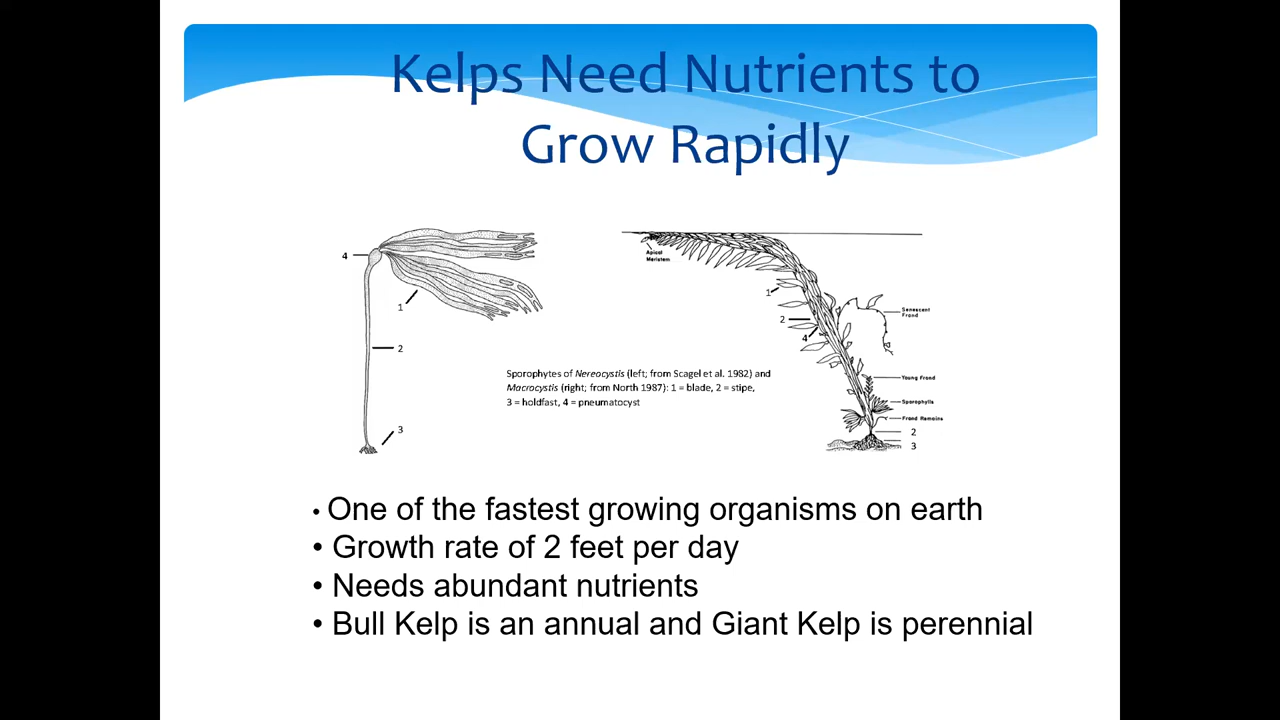 Kelps Need Nutrients to
Grow Rapidly
4
1
2
3
Apical
Meristem
1
2
4
Senescent
Frond
Young Frond
Sporophylls
Frond Remains
2
3
Sporophytes of Nereocystis (left; from Scagel et al. 1982) and
Macrocystis (right; from North 1987): 1 = blade, 2 = stipe,
3 = holdfast, 4 = pneumatocyst
• One of the fastest growing organisms on earth
• Growth rate of 2 feet per day
• Needs abundant nutrients
• Bull Kelp is an annual and Giant Kelp is perennial